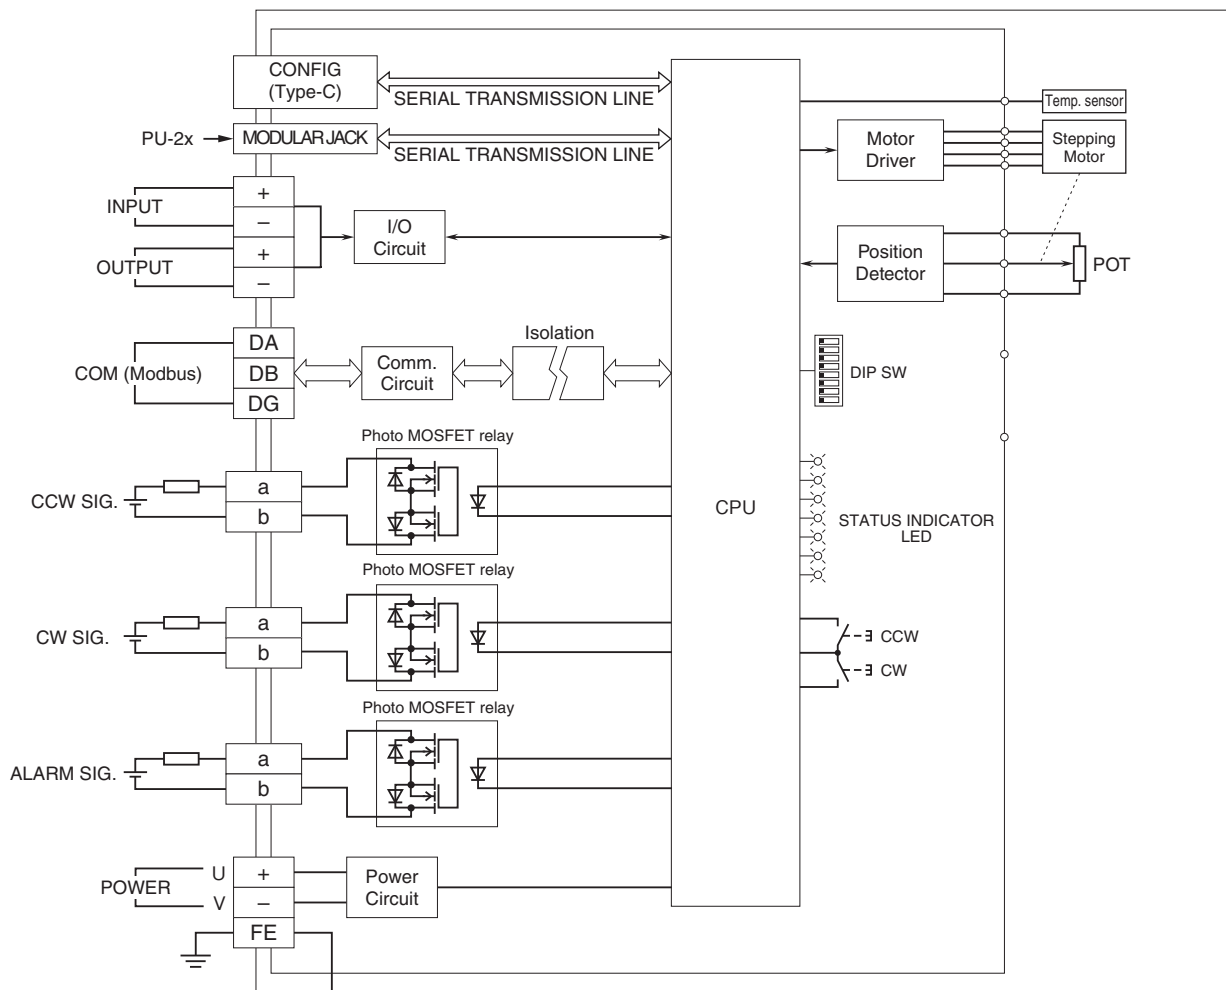 CONFIG
(Type-C)
SERIAL TRANSMISSION LINE
PU-2x
MODULAR JACK
SERIAL TRANSMISSION LINE
Temp. sensor
Motor
Driver
Stepping
Motor
INPUT
+
–
OUTPUT
+
–
I/O
Circuit
Position
Detector
POT
COM (Modbus)
DA
DB
DG
Comm.
Circuit
Isolation
DIP SW
CPU
Photo MOSFET relay
CCW SIG.
a
b
STATUS INDICATOR
LED
Photo MOSFET relay
CW SIG.
a
b
CCW
CW
Photo MOSFET relay
ALARM SIG.
a
b
POWER
U
V
+
–
FE
Power
Circuit